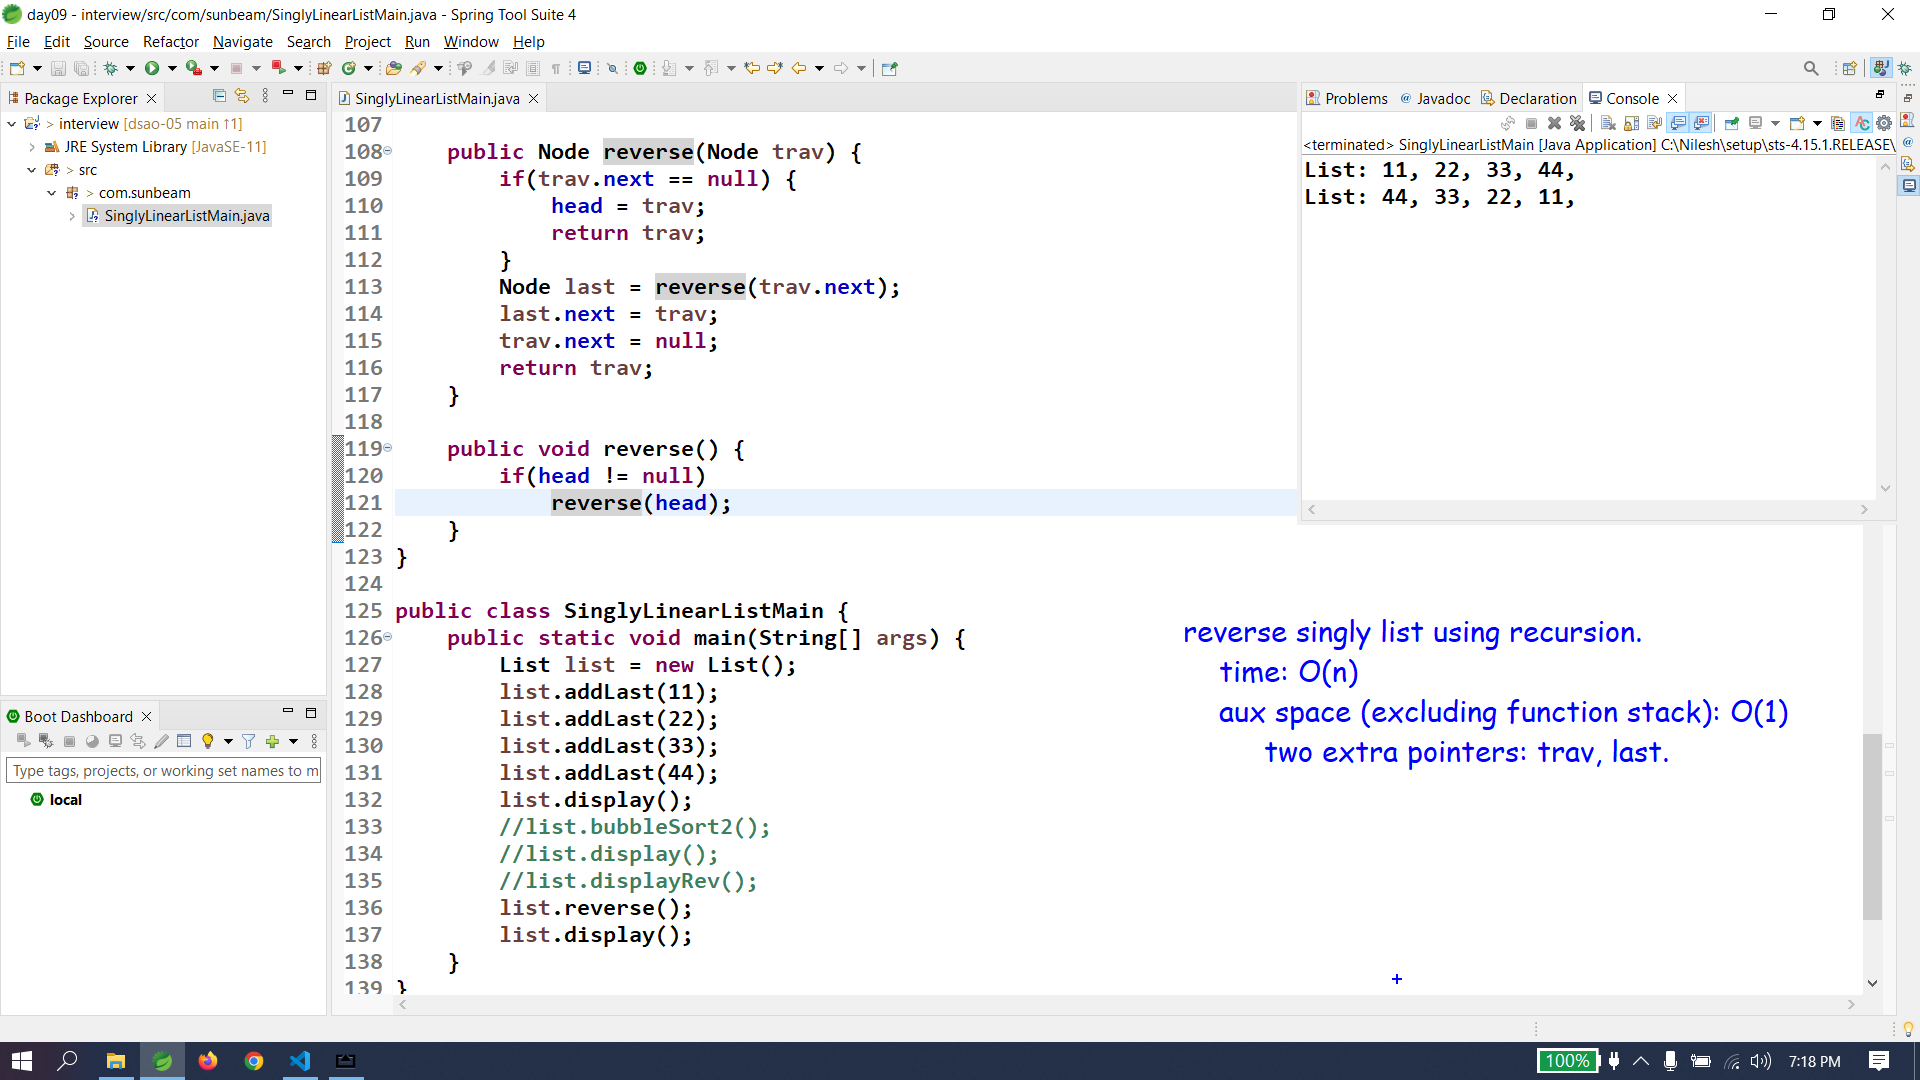 day09 - interview/src/com/sunbeam/SinglyLinearListMain.java - Spring Tool Suite 4
File Edit Source Refactor Navigate Search Project Run Window Help
Package Explorer
> interview [dsao-05 main ↑1]
JRE System Library [JavaSE-11]
> src
> com.sunbeam
SinglyLinearListMain.java
Boot Dashboard
Type tags, projects, or working set names to m
local
SinglyLinearListMain.java
107
108 public Node reverse(Node trav) {
109 if(trav.next == null) {
110 head = trav;
111 return trav;
112 }
113 Node last = reverse(trav.next);
114 last.next = trav;
115 trav.next = null;
116 return trav;
117 }
118
119 public void reverse() {
120 if(head != null)
121 reverse(head);
122 }
123 }
124
125 public class SinglyLinearListMain {
126 public static void main(String[] args) {
127 List list = new List();
128 list.addLast(11);
129 list.addLast(22);
130 list.addLast(33);
131 list.addLast(44);
132 list.display();
133 //list.bubbleSort2();
134 //list.display();
135 //list.displayRev();
136 list.reverse();
137 list.display();
138 }
139 }
Problems Javadoc Declaration Console
<terminated> SinglyLinearListMain [Java Application] C:\Nilesh\setup\sts-4.15.1.RELEASE\
List: 11, 22, 33, 44,
List: 44, 33, 22, 11,
reverse singly list using recursion.
time: O(n)
aux space (excluding function stack): O(1)
two extra pointers: trav, last.
100% 7:18 PM